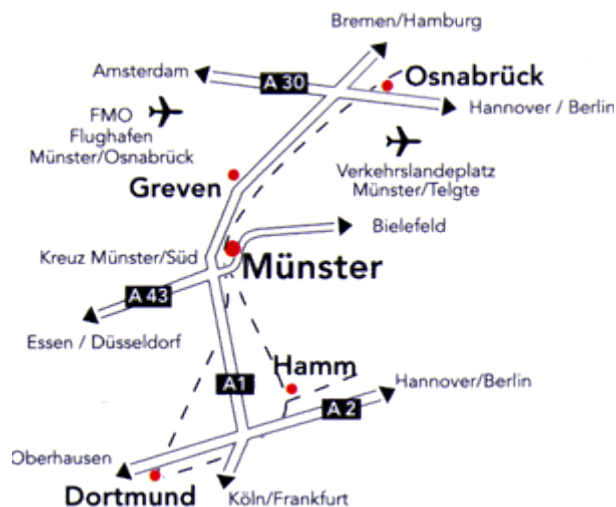 Bremen/Hamburg
Amsterdam
A 30
Osnabrück
Hannover / Berlin
FMO
Flughafen
Münster/Osnabrück
Verkehrslandeplatz
Münster/Telgte
Greven
Bielefeld
Kreuz Münster/Süd
Münster
A 43
Essen / Düsseldorf
Hamm
A1
Hannover/Berlin
A 2
Oberhausen
Dortmund
Köln/Frankfurt